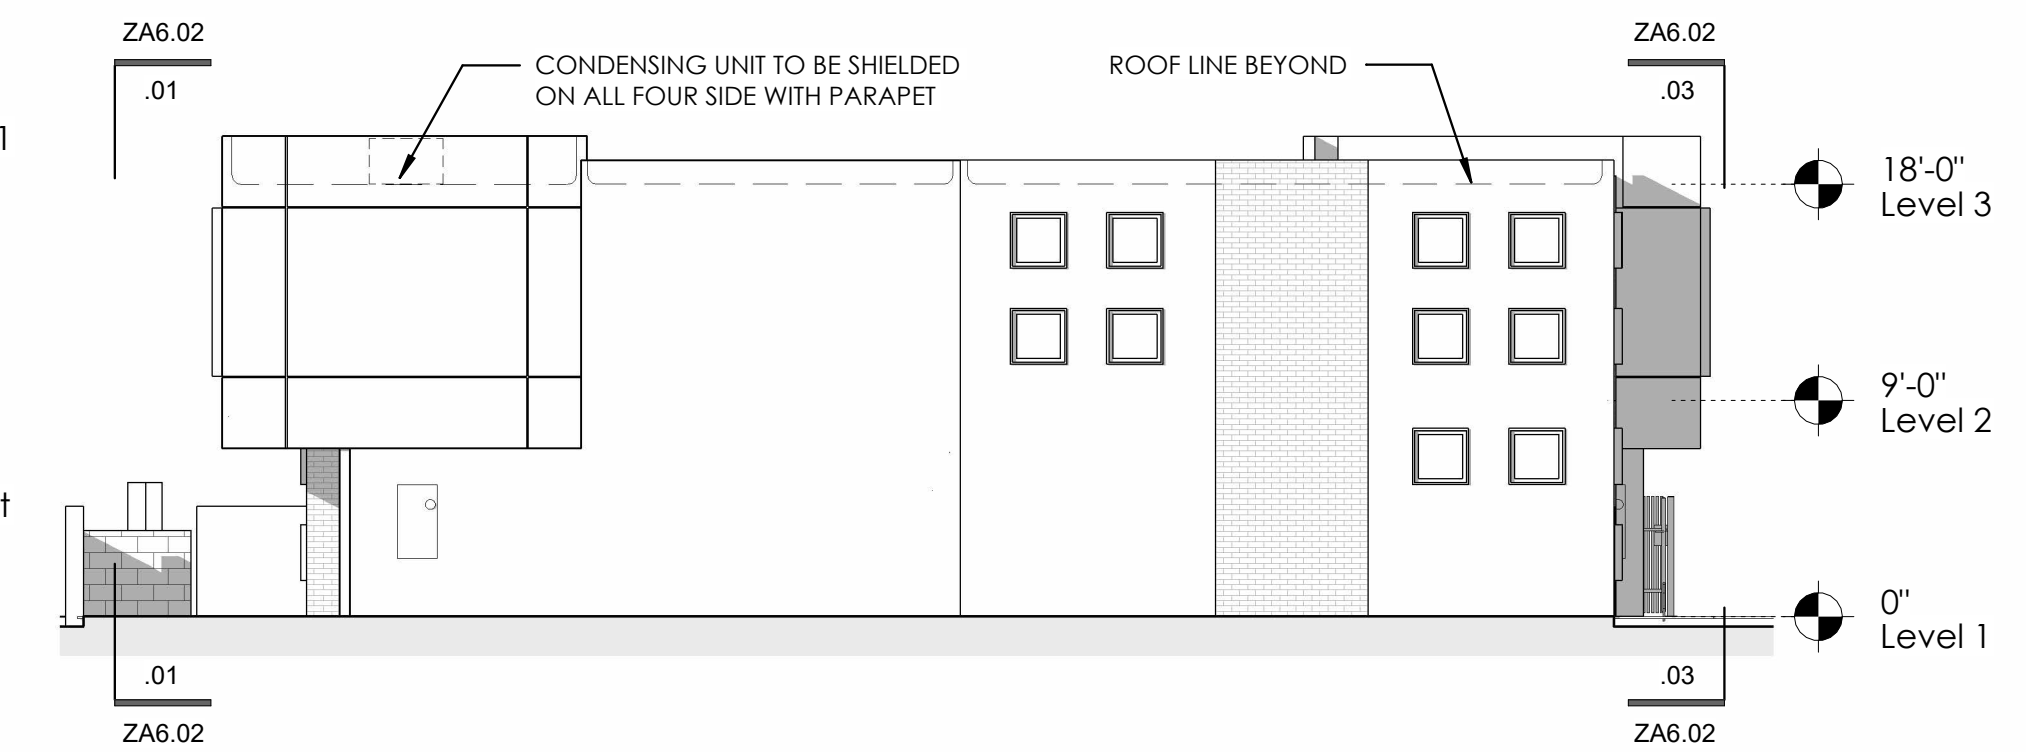 ZA6.02
ZA6.02
.01
CONDENSING UNIT TO BE SHIELDED
ON ALL FOUR SIDE WITH PARAPET
ROOF LINE BEYOND
.03
1
18'-0"
Level 3
9'-0"
Level 2
t
0"
Level 1
.01
.03
ZA6.02
ZA6.02